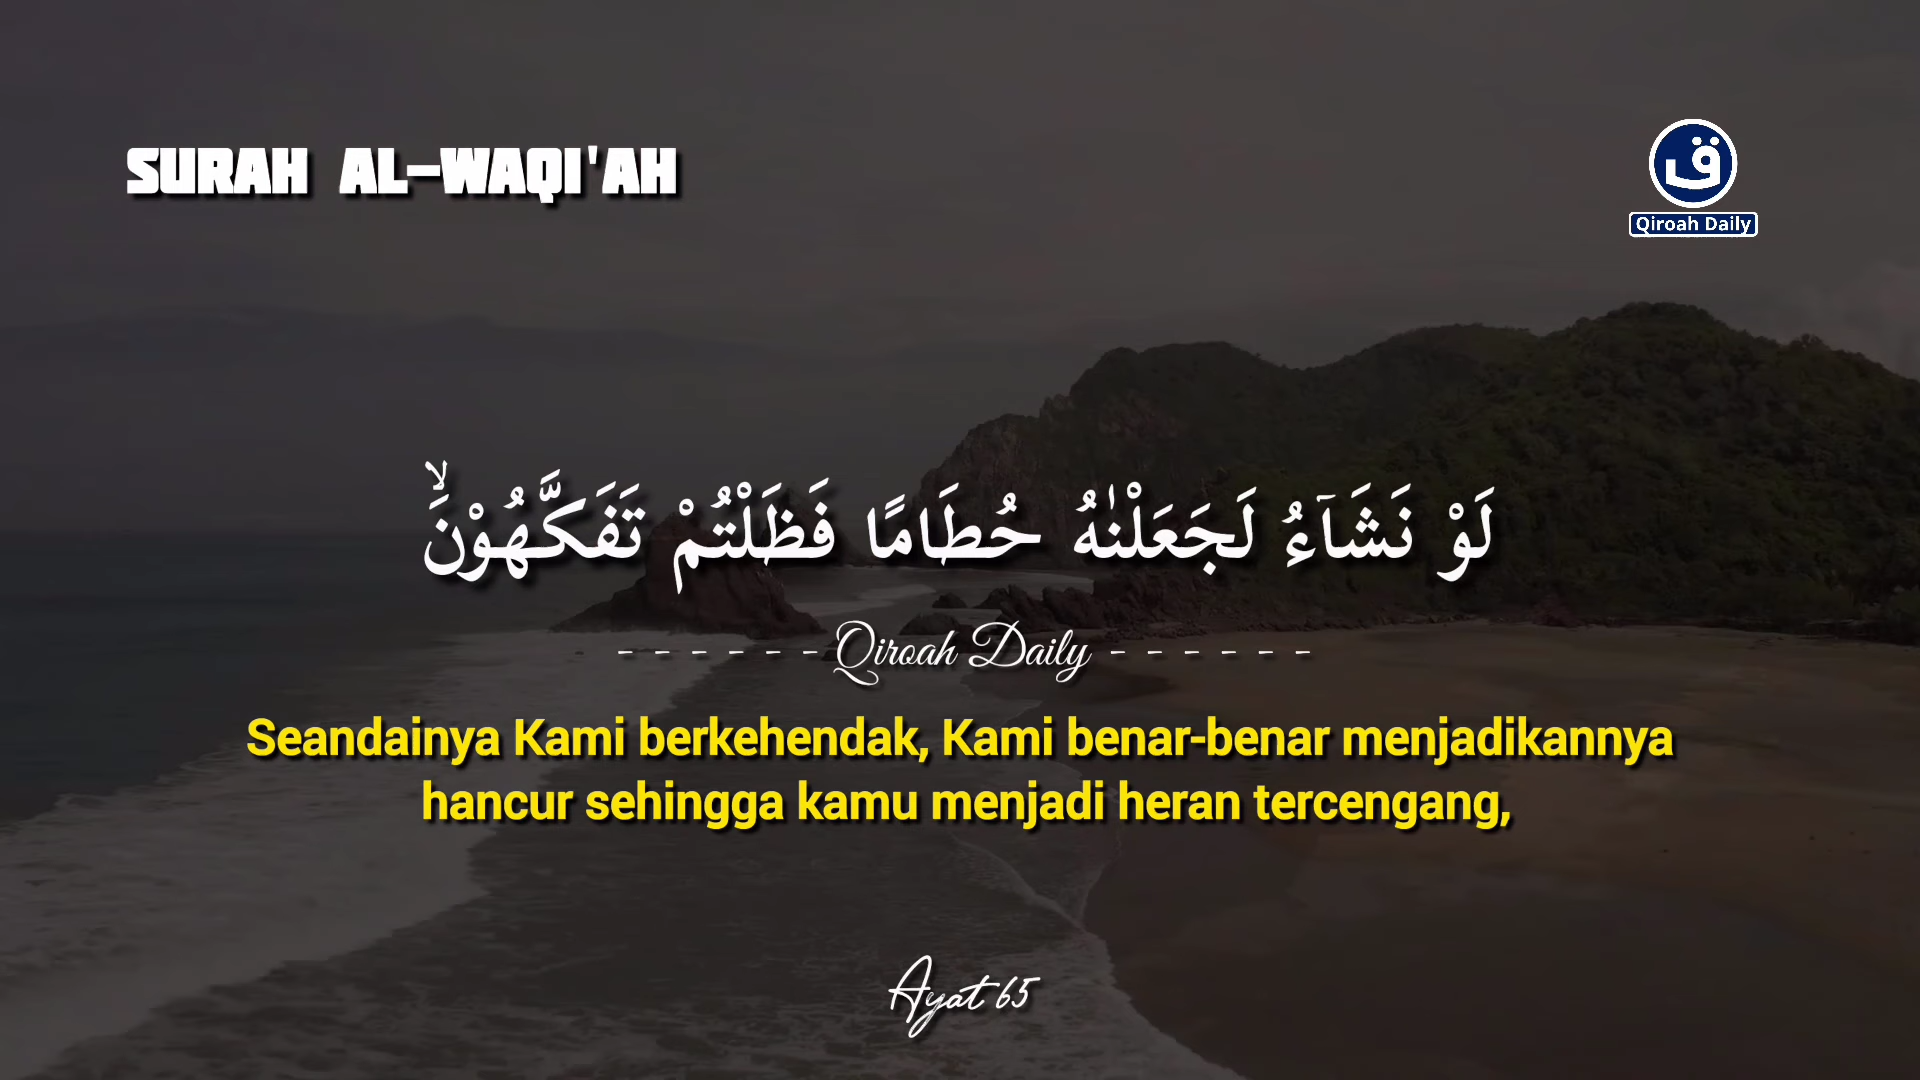 SURAH AL-WAQI'AH
ق
Qiroah Daily
لَوْ نَشَاۤءُ لَجَعَلْنٰهُ حُطَامًا فَظَلْتُمْ تَفَكَّهُوْنَۙ
------Qiroah Daily------
Seandainya Kami berkehendak, Kami benar-benar menjadikannya
hancur sehingga kamu menjadi heran tercengang,
Ayat 65